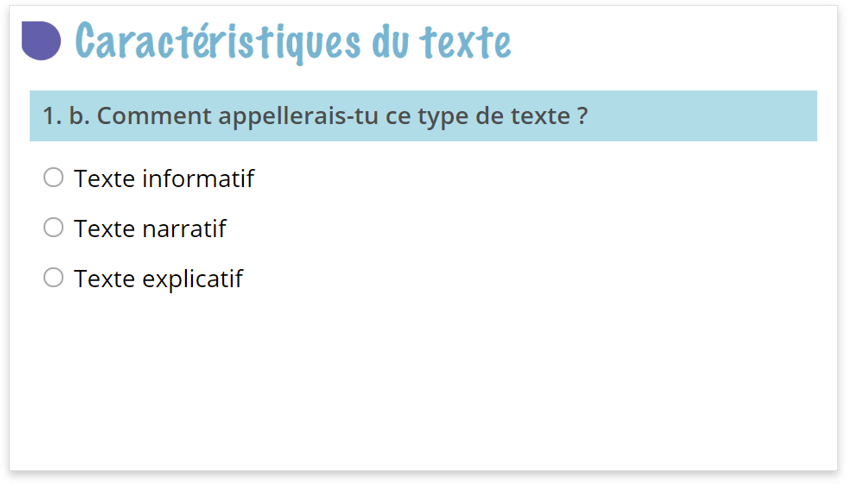 Caractéristiques du texte
1. b. Comment appellerais-tu ce type de texte ?
Texte informatif
Texte narratif
Texte explicatif